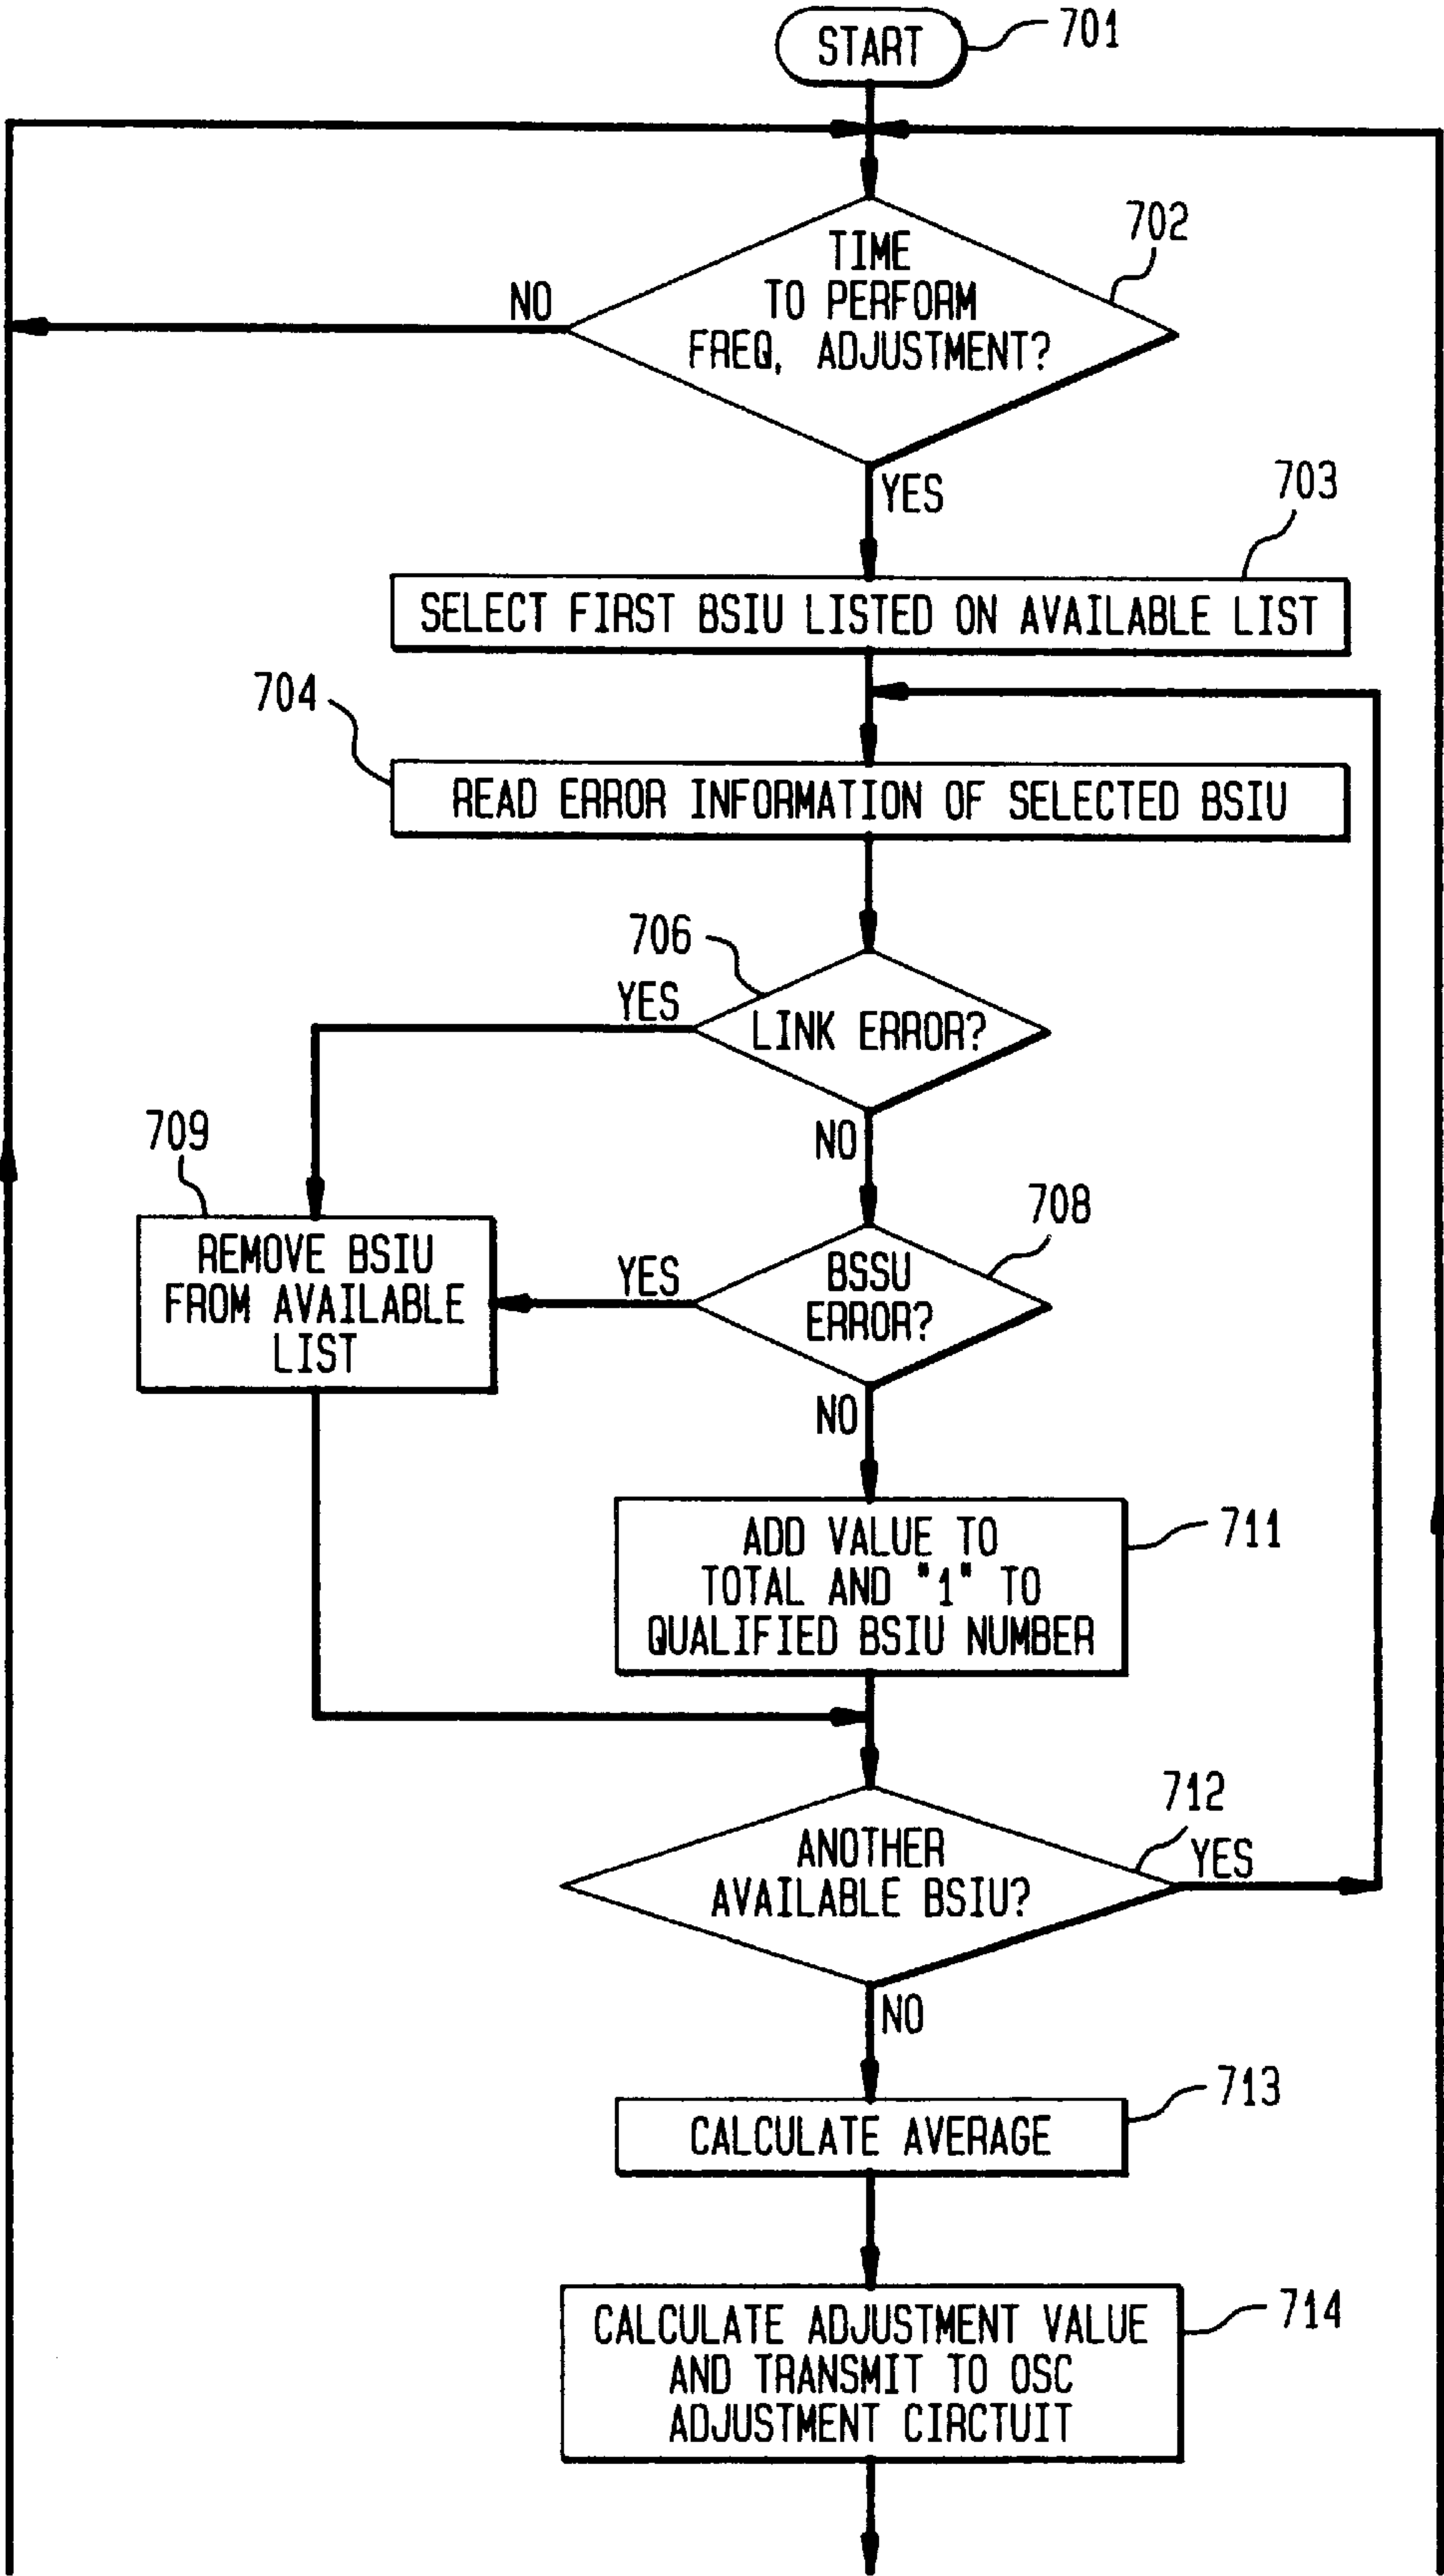 START
701
702
TIME
TO PERFORM
FREQ. ADJUSTMENT?
NO
YES
703
SELECT FIRST BSIU LISTED ON AVAILABLE LIST
704
READ ERROR INFORMATION OF SELECTED BSIU
706
YES
LINK ERROR?
NO
709
708
REMOVE BSIU
FROM AVAILABLE
LIST
YES
BSSU
ERROR?
NO
711
ADD VALUE TO
TOTAL AND "1" TO
QUALIFIED BSIU NUMBER
712
ANOTHER
AVAILABLE BSIU?
YES
NO
713
CALCULATE AVERAGE
714
CALCULATE ADJUSTMENT VALUE
AND TRANSMIT TO OSC
ADJUSTMENT CIRCTUIT